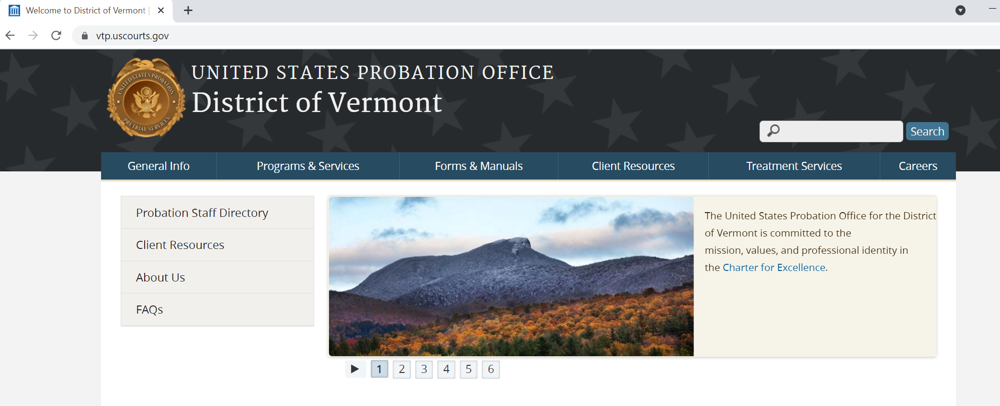 Welcome to District of Vermont |
vtp.uscourts.gov
UNITED STATES PROBATION
PRETRIAL SERVICES
UNITED STATES PROBATION OFFICE
District of Vermont
Search
General Info
Programs & Services
Forms & Manuals
Client Resources
Treatment Services
Careers
Probation Staff Directory
Client Resources
About Us
FAQs
The United States Probation Office for the District
of Vermont is committed to the
mission, values, and professional identity in
the Charter for Excellence.
1 2 3 4 5 6